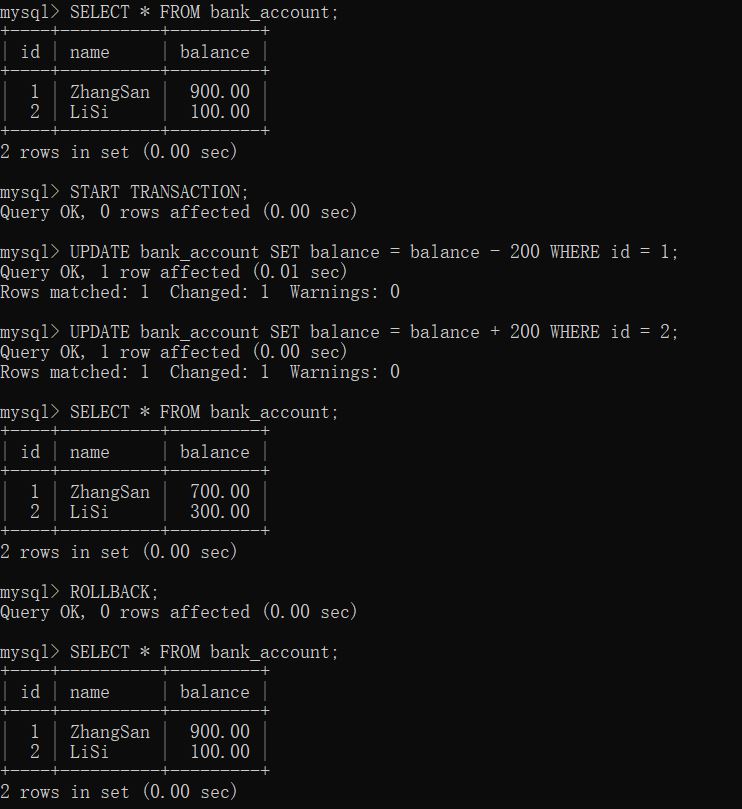 mysql> SELECT * FROM bank_account;
+----+----------+---------+
| id | name     | balance |
+----+----------+---------+
|  1 | ZhangSan |  900.00 |
|  2 | LiSi     |  100.00 |
+----+----------+---------+
2 rows in set (0.00 sec)
mysql> START TRANSACTION;
Query OK, 0 rows affected (0.00 sec)
mysql> UPDATE bank_account SET balance = balance - 200 WHERE id = 1;
Query OK, 1 row affected (0.01 sec)
Rows matched: 1  Changed: 1  Warnings: 0
mysql> UPDATE bank_account SET balance = balance + 200 WHERE id = 2;
Query OK, 1 row affected (0.00 sec)
Rows matched: 1  Changed: 1  Warnings: 0
mysql> SELECT * FROM bank_account;
+----+----------+---------+
| id | name     | balance |
+----+----------+---------+
|  1 | ZhangSan |  700.00 |
|  2 | LiSi     |  300.00 |
+----+----------+---------+
2 rows in set (0.00 sec)
mysql> ROLLBACK;
Query OK, 0 rows affected (0.00 sec)
mysql> SELECT * FROM bank_account;
+----+----------+---------+
| id | name     | balance |
+----+----------+---------+
|  1 | ZhangSan |  900.00 |
|  2 | LiSi     |  100.00 |
+----+----------+---------+
2 rows in set (0.00 sec)